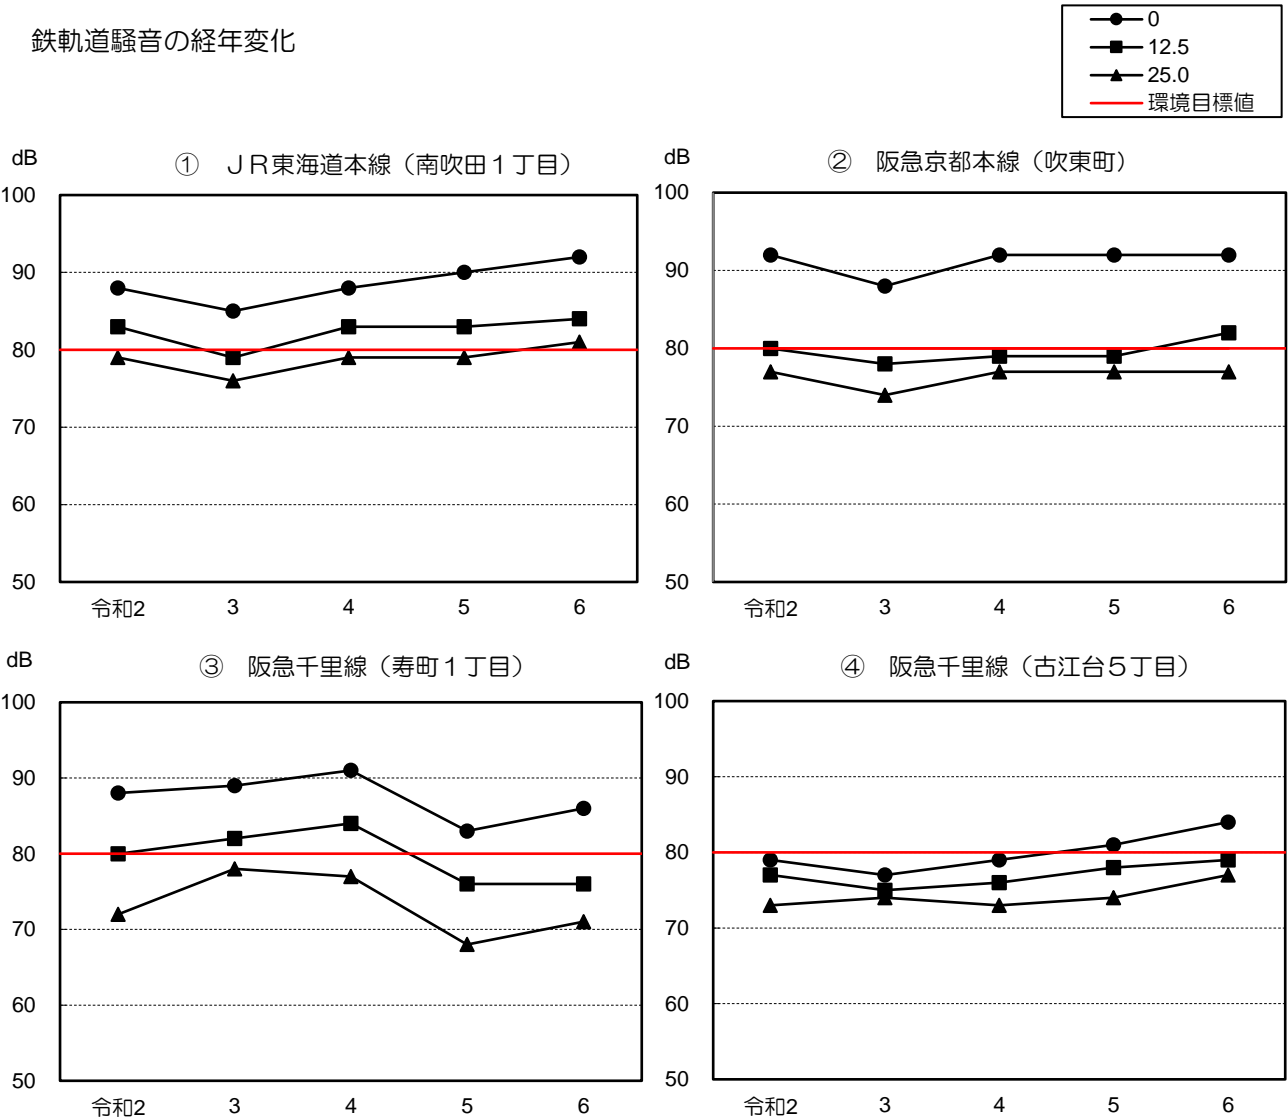 鉄軌道騒音の経年変化
0
12.5
25.0
環境目標値
dB
① ＪＲ東海道本線（南吹田１丁目）
100
90
80
70
60
50
令和2 3 4 5 6
dB
② 阪急京都本線（吹東町）
100
90
80
70
60
50
令和2 3 4 5 6
dB
③ 阪急千里線（寿町１丁目）
100
90
80
70
60
50
令和2 3 4 5 6
dB
④ 阪急千里線（古江台５丁目）
100
90
80
70
60
50
令和2 3 4 5 6